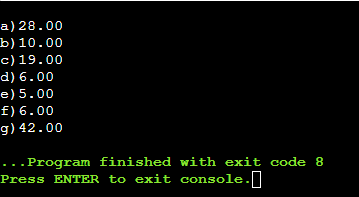 a)28.00
b)10.00
c)19.00
d)6.00
e)5.00
f)6.00
g)42.00
...Program finished with exit code 8
Press ENTER to exit console.